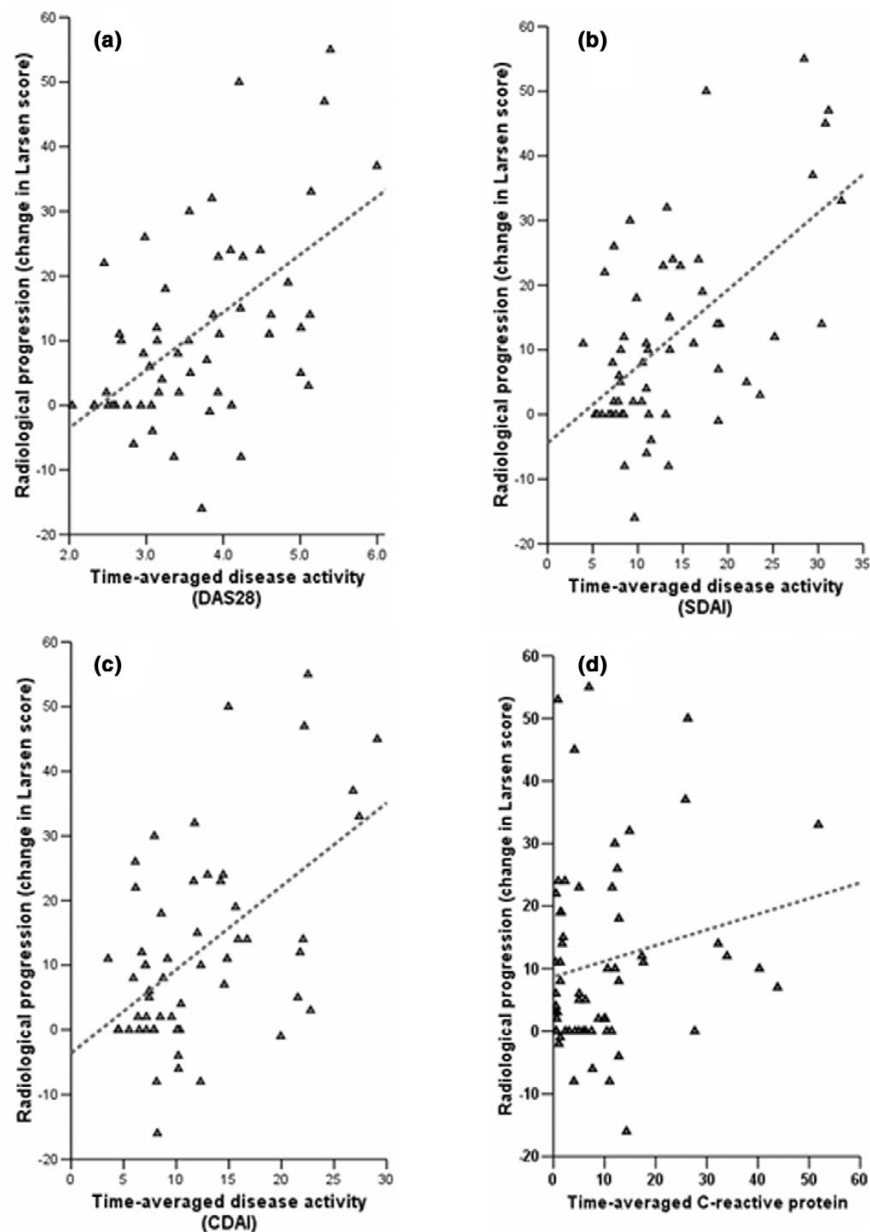 (a)
Radiological progression (change in Larsen score)
60
50
40
30
20
10
0
-10
-20
2.0 3.0 4.0 5.0 6.0
Time-averaged disease activity
(DAS28)
(b)
Radiological progression (change in Larsen score)
60
50
40
30
20
10
0
-10
-20
0 5 10 15 20 25 30 35
Time-averaged disease activity
(SDAI)
(c)
Radiological progression (change in Larsen score)
60
50
40
30
20
10
0
-10
-20
0 5 10 15 20 25 30
Time-averaged disease activity
(CDAI)
(d)
Radiological progression (change in Larsen score)
60
50
40
30
20
10
0
-10
-20
0 10 20 30 40 50 60
Time-averaged C-reactive protein